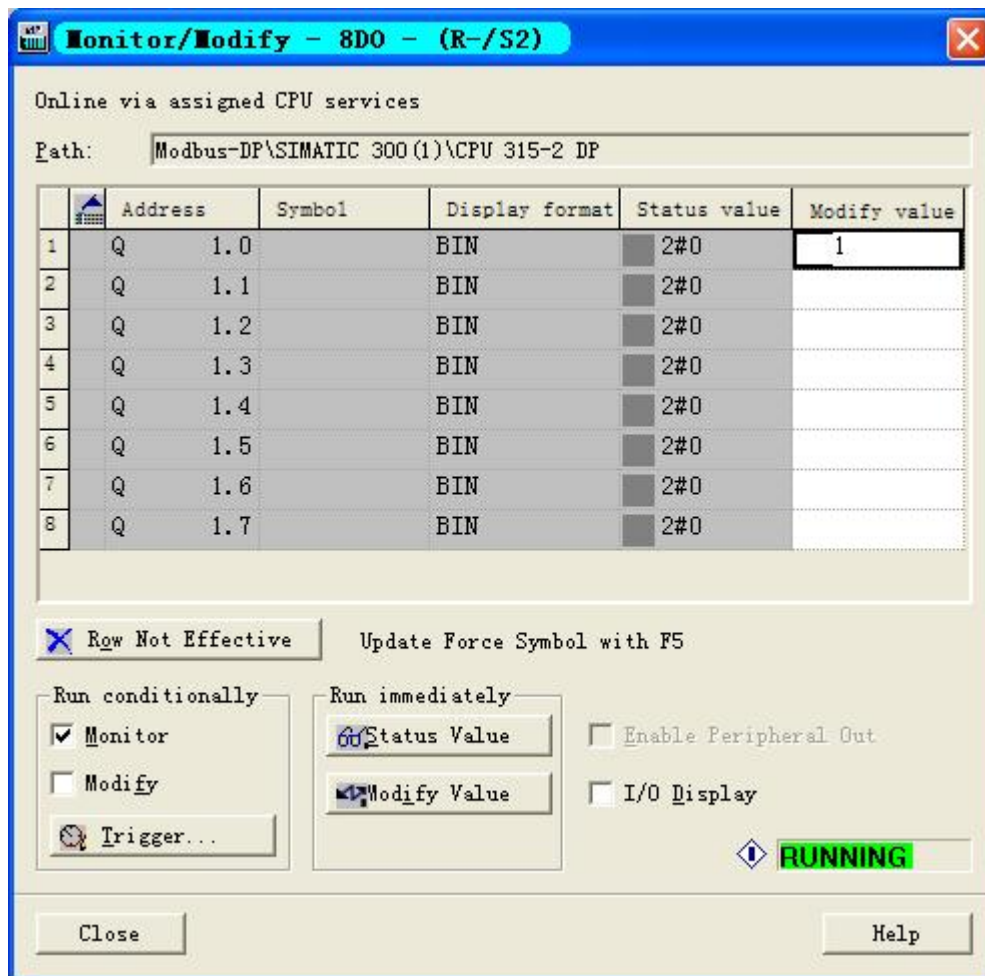 Monitor/Modify - 8DO - (R-/S2)
Online via assigned CPU services
Path: Modbus-DP\SIMATIC 300(1)\CPU 315-2 DP
Address Symbol Display format Status value Modify value
1 Q 1.0 BIN 2#0 1
2 Q 1.1 BIN 2#0
3 Q 1.2 BIN 2#0
4 Q 1.3 BIN 2#0
5 Q 1.4 BIN 2#0
6 Q 1.5 BIN 2#0
7 Q 1.6 BIN 2#0
8 Q 1.7 BIN 2#0
Row Not Effective Update Force Symbol with F5
Run conditionally Run immediately
Monitor Status Value Enable Peripheral Out
Modify Modify Value I/O Display
Trigger...
RUNNING
Close Help